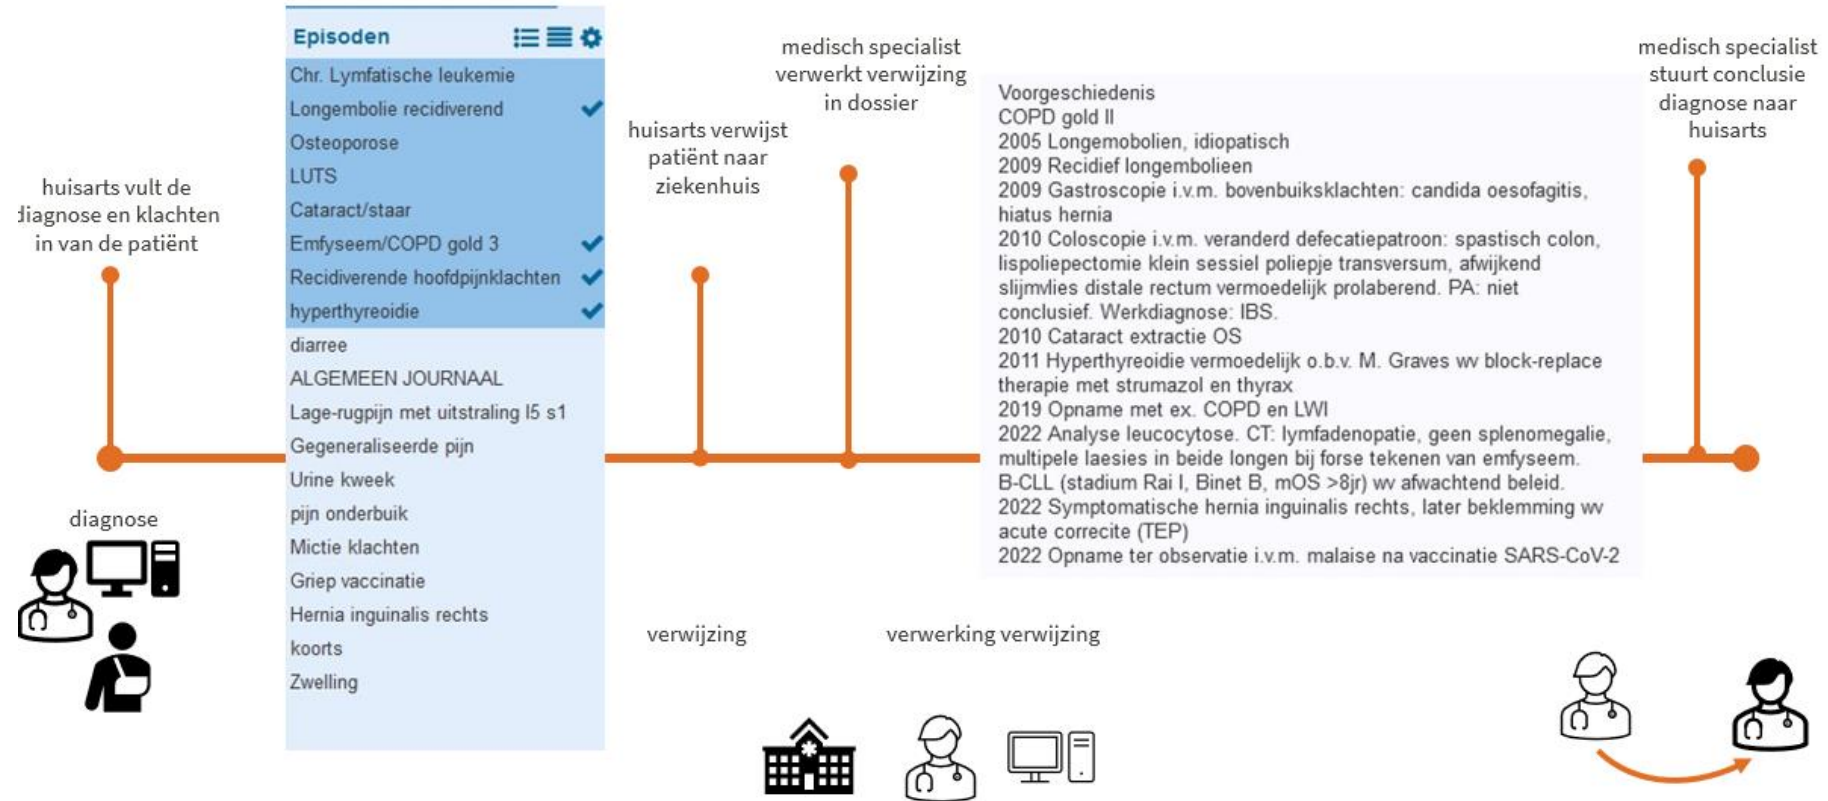 huisarts vult de
diagnose en klachten
in van de patiënt
diagnose
Episoden
Chr. Lymfatische leukemie
Longembolie recidiverend
Osteoporose
LUTS
Cataract/staar
Emfyseem/COPD gold 3
Recidiverende hoofdpijnklachten
hyperthyreoidie
diarree
ALGEMEEN JOURNAAL
Lage-rugpijn met uitstraling l5 s1
Gegeneraliseerde pijn
Urine kweek
pijn onderbuik
Mictie klachten
Griep vaccinatie
Hernia inguinalis rechts
koorts
Zwelling
huisarts verwijst
patiënt naar
ziekenhuis
verwijzing
medisch specialist
verwerkt verwijzing
in dossier
verwerking verwijzing
Voorgeschiedenis
COPD gold II
2005 Longemobolien, idiopatisch
2009 Recidief longembolieen
2009 Gastroscopie i.v.m. bovenbuiksklachten: candida oesofagitis,
hiatus hernia
2010 Coloscopie i.v.m. veranderd defecatiepatroon: spastisch colon,
lispoliepectomie klein sessiel poliepje transversum, afwijkend
slijmvlies distale rectum vermoedelijk prolaberend. PA: niet
conclusief. Werkdiagnose: IBS.
2010 Cataract extractie OS
2011 Hyperthyreoidie vermoedelijk o.b.v. M. Graves wv block-replace
therapie met strumazol en thyrax
2019 Opname met ex. COPD en LWI
2022 Analyse leucocytose. CT: lymfadenopatie, geen splenomegalie,
multipele laesies in beide longen bij forse tekenen van emfyseem.
B-CLL (stadium Rai I, Binet B, mOS >8jr) wv afwachtend beleid.
2022 Symptomatische hernia inguinalis rechts, later beklemming wv
acute correcite (TEP)
2022 Opname ter observatie i.v.m. malaise na vaccinatie SARS-CoV-2
medisch specialist
stuurt conclusie
diagnose naar
huisarts